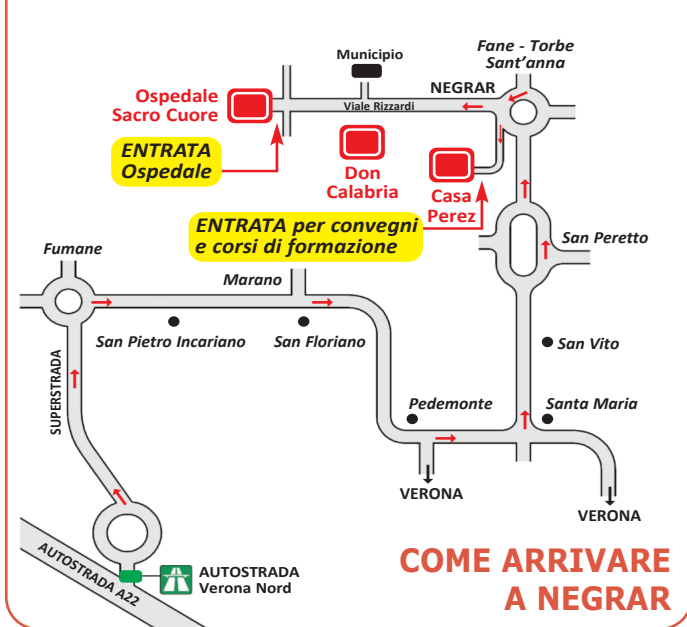 Fane - Torbe
Sant'anna
Municipio
NEGRAR
Viale Rizzardi
Ospedale
Sacro Cuore
ENTRATA
Ospedale
Don
Calabria
Casa
Perez
ENTRATA per convegni
e corsi di formazione
San Peretto
Fumane
Marano
San Pietro Incariano
San Floriano
San Vito
SUPERSTRADA
Pedemonte
Santa Maria
VERONA
VERONA
AUTOSTRADA A22
AUTOSTRADA
Verona Nord
COME ARRIVARE
A NEGRAR